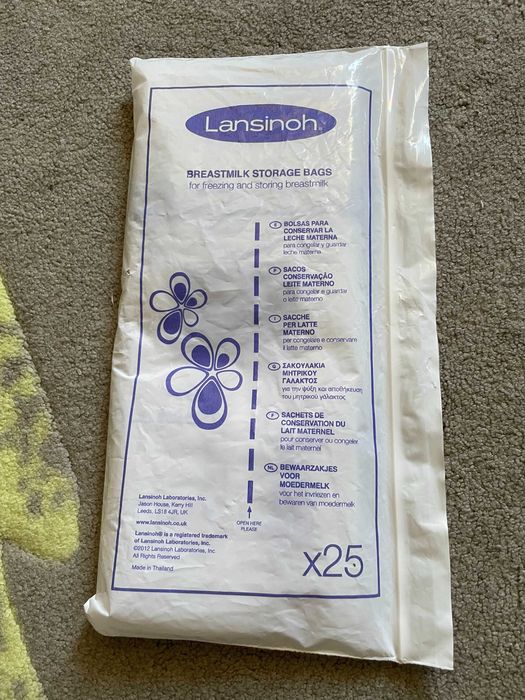 Lansinoh®
BREASTMILK STORAGE BAGS
for freezing and storing breastmilk
E BOLSAS PARA
CONSERVAR LA
LECHE MATERNA
para congelar y guardar
leche materna
P SACOS
CONSERVAÇÃO
LEITE MATERNO
para congelar e guardar
o leite materno
I SACCHE
PER LATTE
MATERNO
per congelare e conservare
il latte materno
G ΣΑΚΟΥΛΑΚΙΑ
ΜΗΤΡΙΚΟΥ
ΓΑΛΑΚΤΟΣ
για την ψύξη και αποθήκευση
του μητρικού γάλακτος
F SACHETS DE
CONSERVATION DU
LAIT MATERNEL
pour conserver ou congeler
le lait maternel
NL BEWAARZAKJES
VOOR
MOEDERMELK
voor het invriezen en
bewaren van moedermelk
Lansinoh Laboratories, Inc.
Jason House, Kerry Hill
Leeds, LS18 4JR, UK
www.lansinoh.co.uk
Lansinoh® is a registered trademark
of Lansinoh Laboratories, Inc.
©2012 Lansinoh Laboratories, Inc
All Rights Reserved
Made in Thailand
OPEN HERE
PLEASE
x25